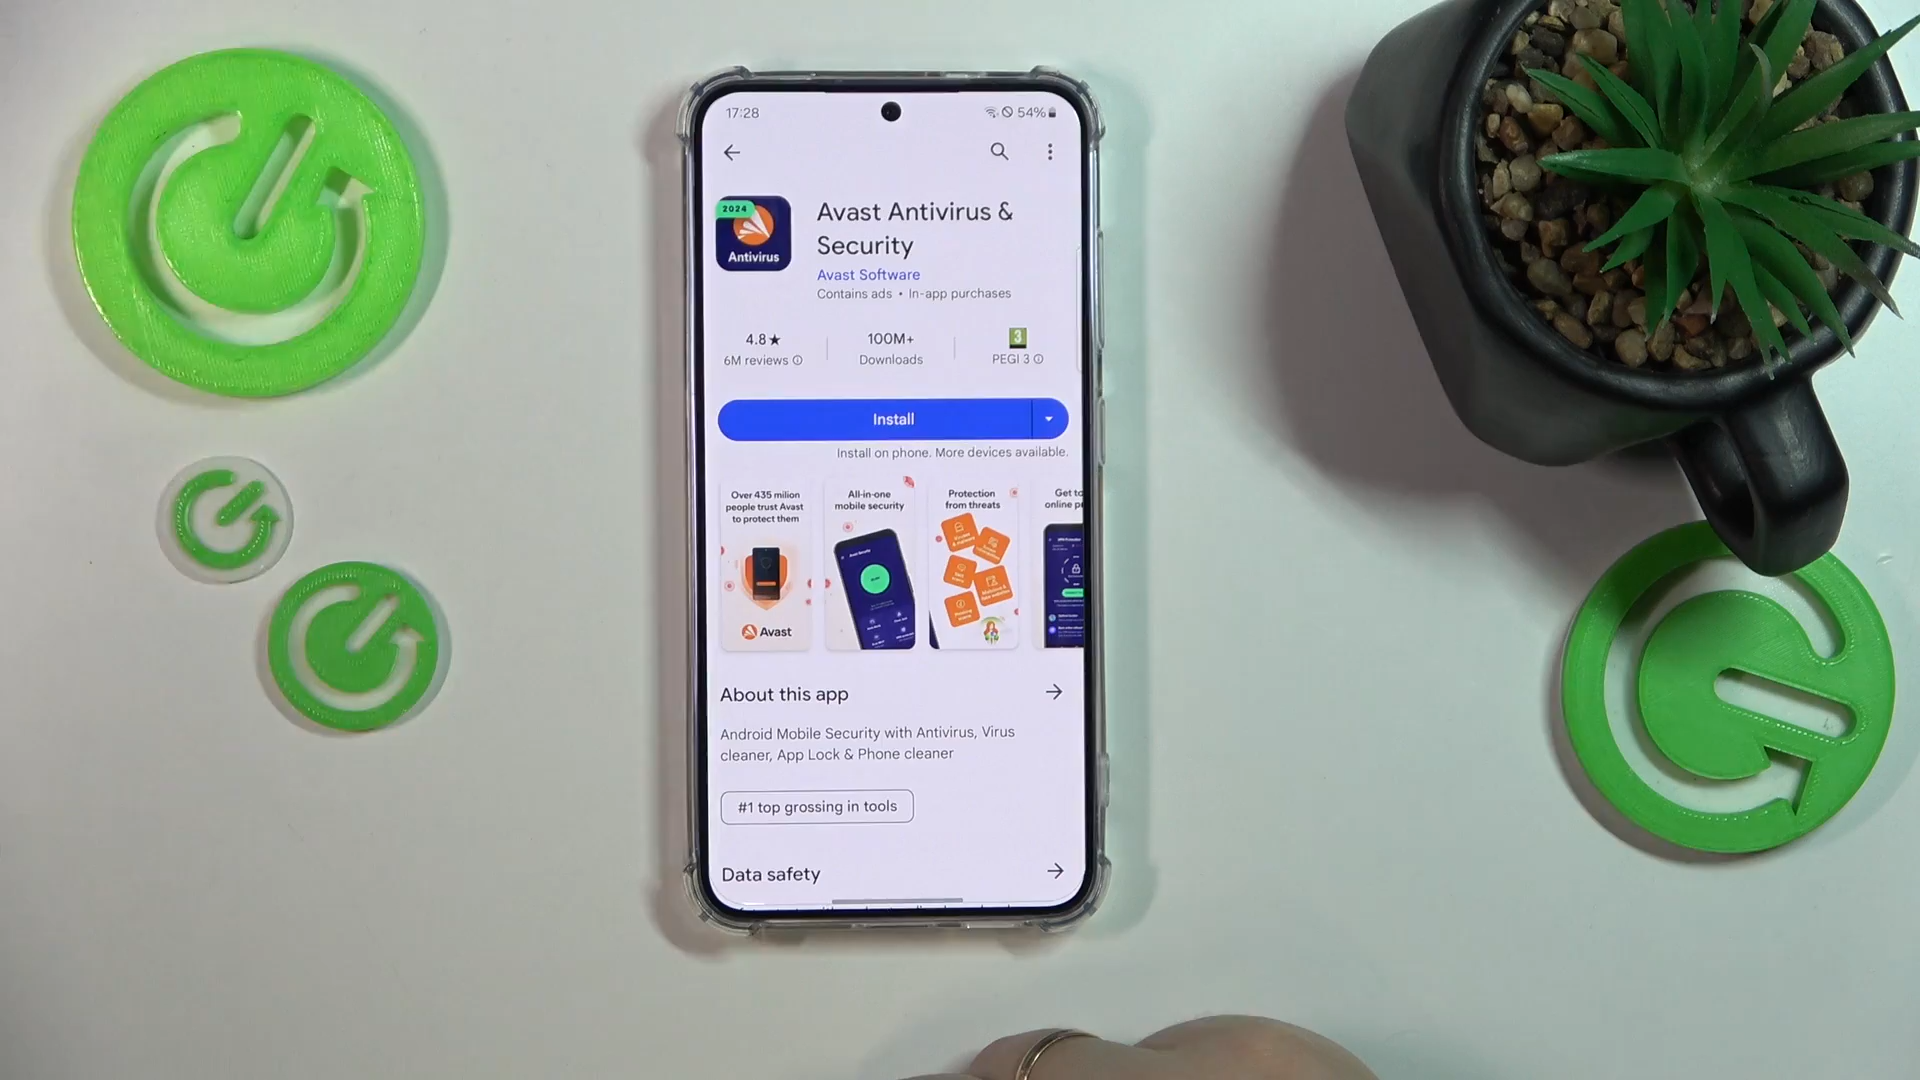 17:28
54%
2024
Antivirus
Avast Antivirus &
Security
Avast Software
Contains ads • In-app purchases
4.8★
6M reviews
100M+
Downloads
3
PEGI 3
Install
Install on phone. More devices available.
Over 435 milion
people trust Avast
to protect them
Avast
All-in-one
mobile security
Protection
from threats
Get to
online p
About this app
Android Mobile Security with Antivirus, Virus
cleaner, App Lock & Phone cleaner
#1 top grossing in tools
Data safety